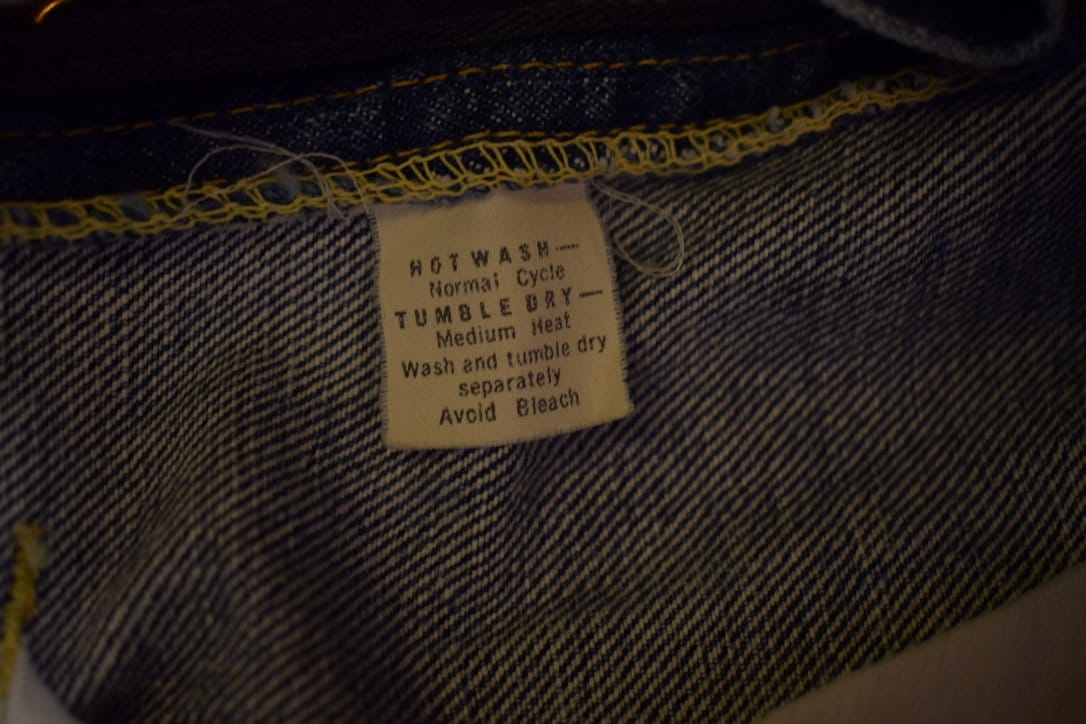 HOT WASH—
Normal Cycle
TUMBLE DRY—
Medium Heat
Wash and tumble dry
separately
Avoid Bleach